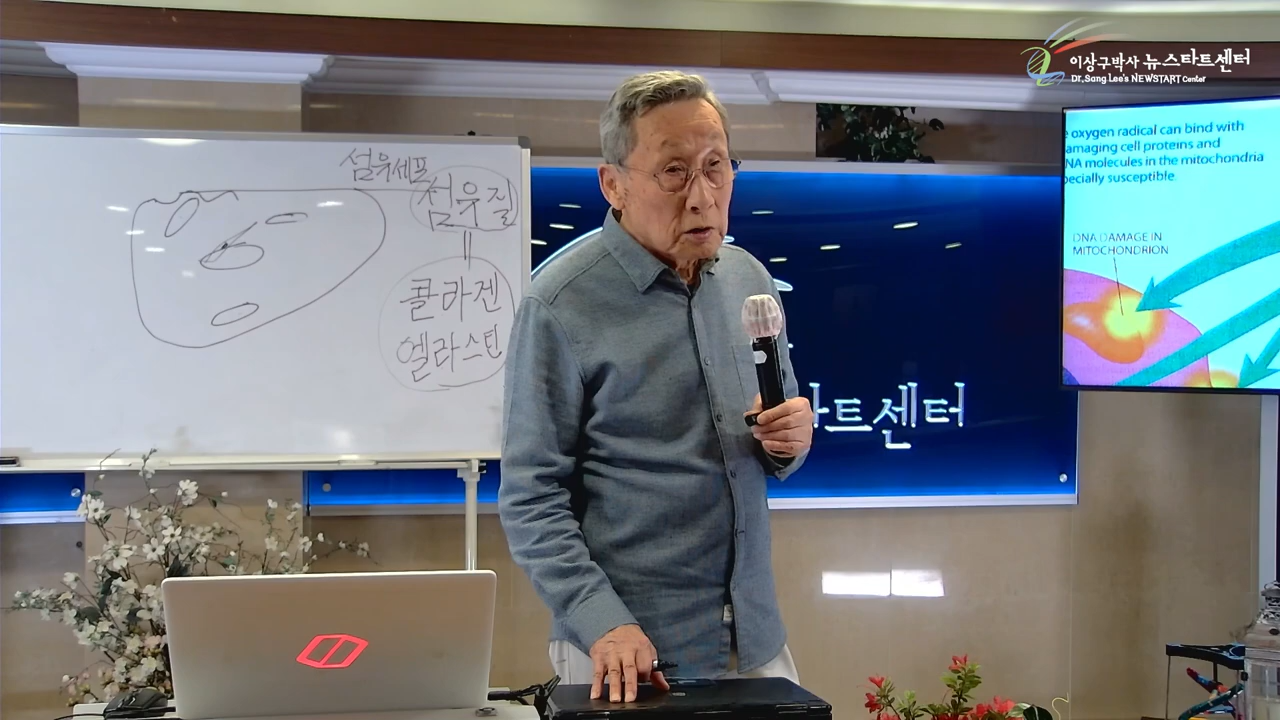 이상구박사 뉴스타트센터
Dr. Sang Lee's NEWSTART Center
섬유세포
섬유질
콜라겐
엘라스틴
oxygen radical can bind with
amaging cell proteins and
NA molecules in the mitochondria
pecially susceptible
DNA DAMAGE IN
MITOCHONDRION
트센터